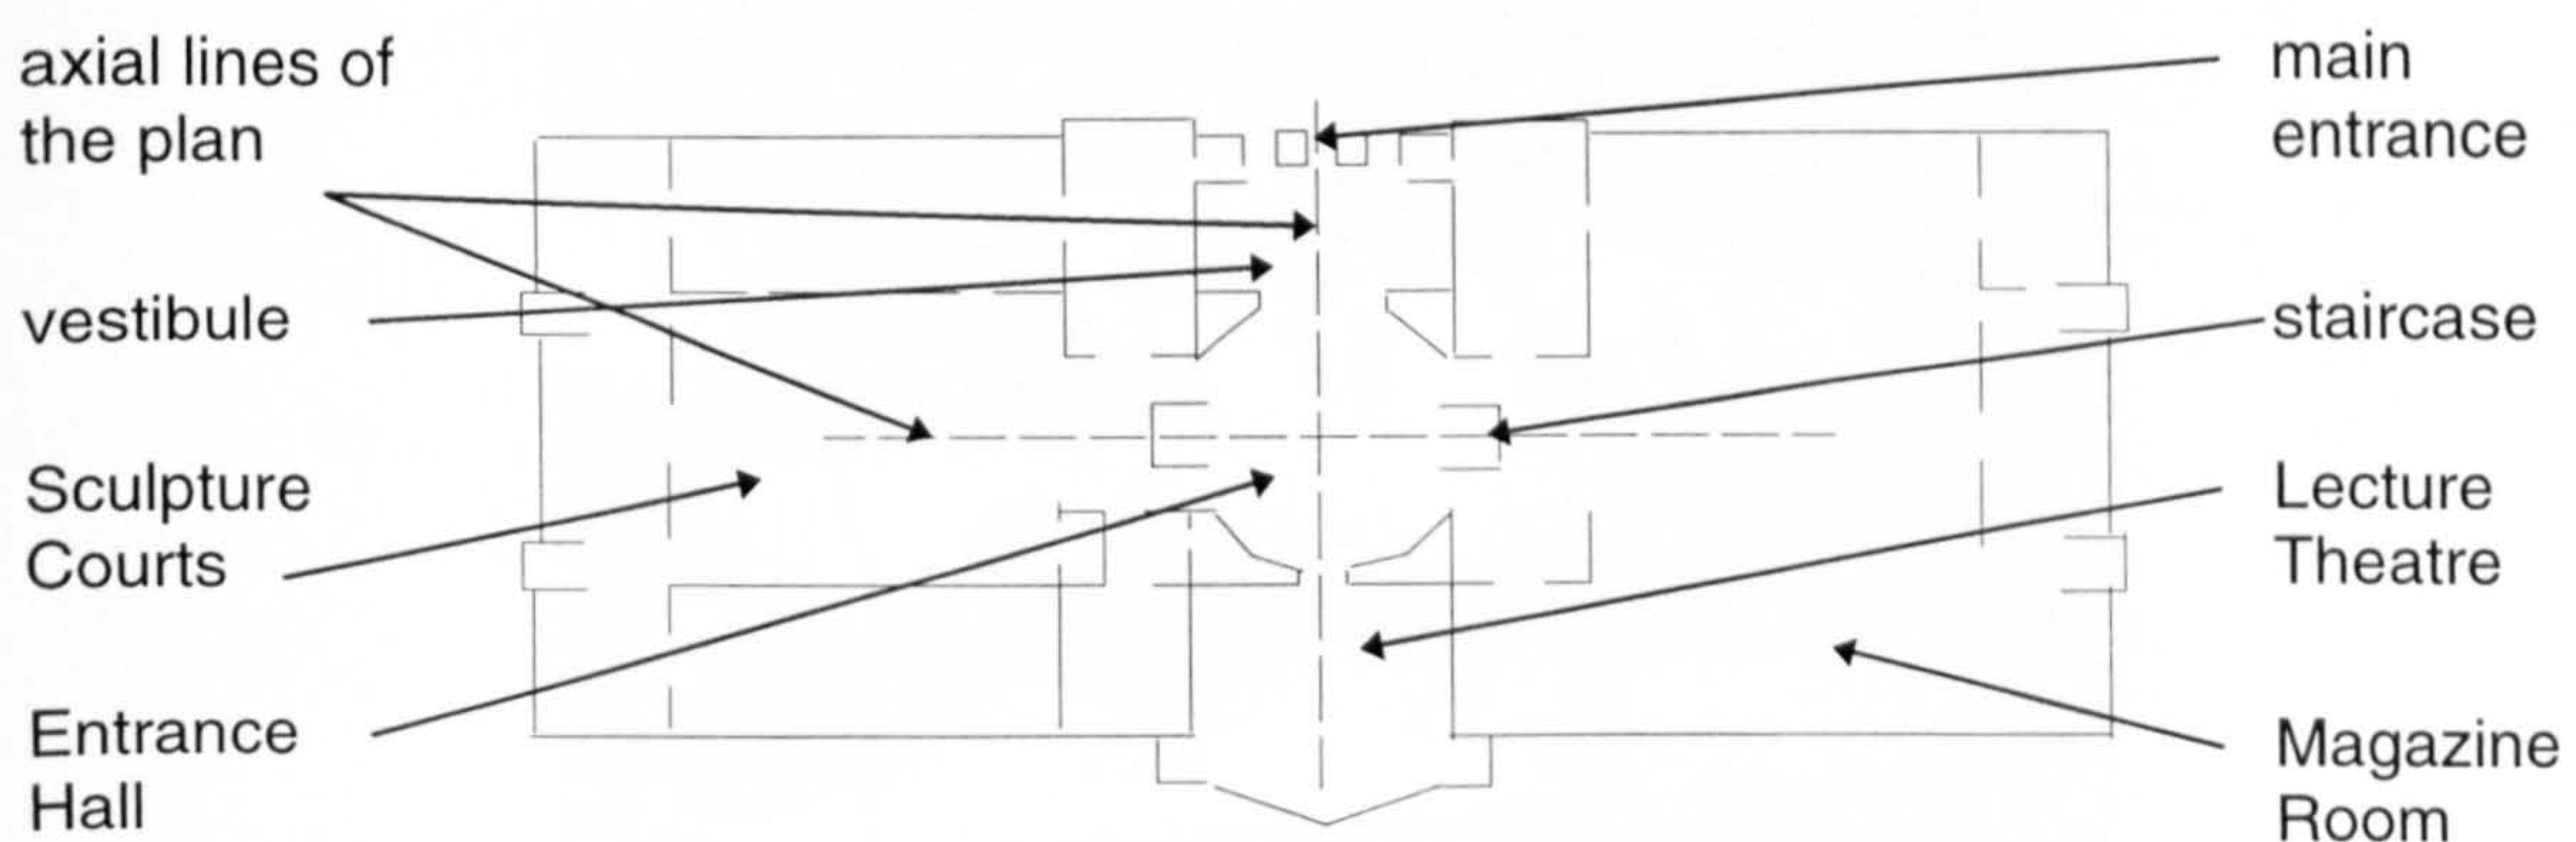 axial lines of
the plan
vestibule
Sculpture
Courts
Entrance
Hall
main
entrance
staircase
Lecture
Theatre
Magazine
Room